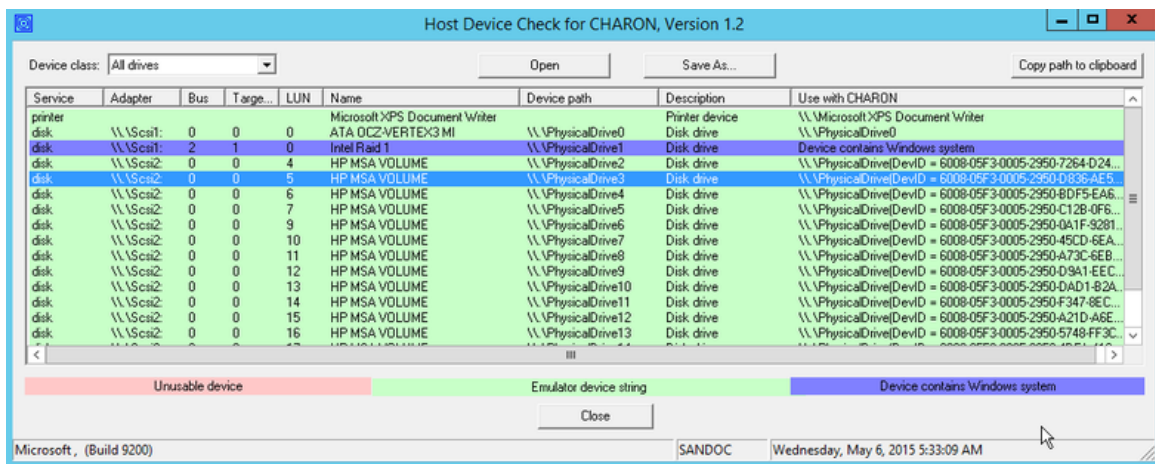 Host Device Check for CHARON, Version 1.2
Device class: All drives Open Save As... Copy path to clipboard
Service Adapter Bus Targe... LUN Name Device path Description Use with CHARON
printer Microsoft XPS Document Writer Printer device \\.\Microsoft XPS Document Writer
disk \\.\Scsi1: 0 0 0 ATA OCZ-VERTEX3 MI \\.\PhysicalDrive0 Disk drive \\.\PhysicalDrive0
disk \\.\Scsi1: 2 1 0 Intel Raid 1 \\.\PhysicalDrive1 Disk drive Device contains Windows system
disk \\.\Scsi2: 0 0 4 HP MSA VOLUME \\.\PhysicalDrive2 Disk drive \\.\PhysicalDrive(DevID = 6008-05F3-0005-2950-7264-D24...
disk \\.\Scsi2: 0 0 5 HP MSA VOLUME \\.\PhysicalDrive3 Disk drive \\.\PhysicalDrive(DevID = 6008-05F3-0005-2950-D836-AE5...
disk \\.\Scsi2: 0 0 6 HP MSA VOLUME \\.\PhysicalDrive4 Disk drive \\.\PhysicalDrive(DevID = 6008-05F3-0005-2950-BDF5-EA6...
disk \\.\Scsi2: 0 0 7 HP MSA VOLUME \\.\PhysicalDrive5 Disk drive \\.\PhysicalDrive(DevID = 6008-05F3-0005-2950-C12B-0F6...
disk \\.\Scsi2: 0 0 9 HP MSA VOLUME \\.\PhysicalDrive6 Disk drive \\.\PhysicalDrive(DevID = 6008-05F3-0005-2950-0A1F-9281...
disk \\.\Scsi2: 0 0 10 HP MSA VOLUME \\.\PhysicalDrive7 Disk drive \\.\PhysicalDrive(DevID = 6008-05F3-0005-2950-45CD-6EA...
disk \\.\Scsi2: 0 0 11 HP MSA VOLUME \\.\PhysicalDrive8 Disk drive \\.\PhysicalDrive(DevID = 6008-05F3-0005-2950-A73C-6EB...
disk \\.\Scsi2: 0 0 12 HP MSA VOLUME \\.\PhysicalDrive9 Disk drive \\.\PhysicalDrive(DevID = 6008-05F3-0005-2950-D9A1-EEC...
disk \\.\Scsi2: 0 0 13 HP MSA VOLUME \\.\PhysicalDrive10 Disk drive \\.\PhysicalDrive(DevID = 6008-05F3-0005-2950-DAD1-B2A...
disk \\.\Scsi2: 0 0 14 HP MSA VOLUME \\.\PhysicalDrive11 Disk drive \\.\PhysicalDrive(DevID = 6008-05F3-0005-2950-F347-8EC...
disk \\.\Scsi2: 0 0 15 HP MSA VOLUME \\.\PhysicalDrive12 Disk drive \\.\PhysicalDrive(DevID = 6008-05F3-0005-2950-A21D-A6E...
disk \\.\Scsi2: 0 0 16 HP MSA VOLUME \\.\PhysicalDrive13 Disk drive \\.\PhysicalDrive(DevID = 6008-05F3-0005-2950-5748-FF3C...
Unusable device Emulator device string Device contains Windows system
Close
Microsoft , (Build 9200) SANDOC Wednesday, May 6, 2015 5:33:09 AM